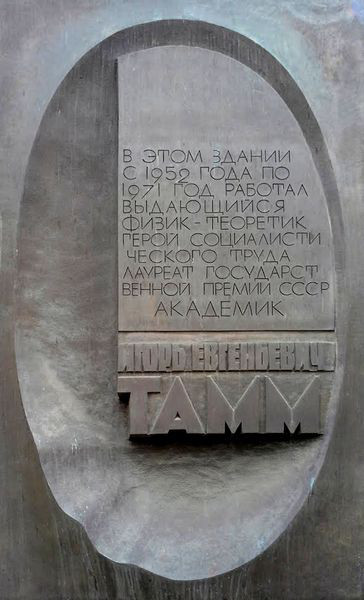 В ЭТОМ ЗДАНИИ
С 1959 ГОДА ПО
1971 ГОД РАБОТАЛ
ВЫДАЮЩИЙСЯ
ФИЗИК-ТЕОРЕТИК
ГЕРОЙ СОЦИАЛИСТИ
ЧЕСКОГО ТРУДА
ЛАУРЕАТ ГОСУДАРСТ
ВЕННОЙ ПРЕМИИ СССР
АКАДЕМИК
ИГОРЬ ЕВГЕНЬЕВИЧ
ТАММ